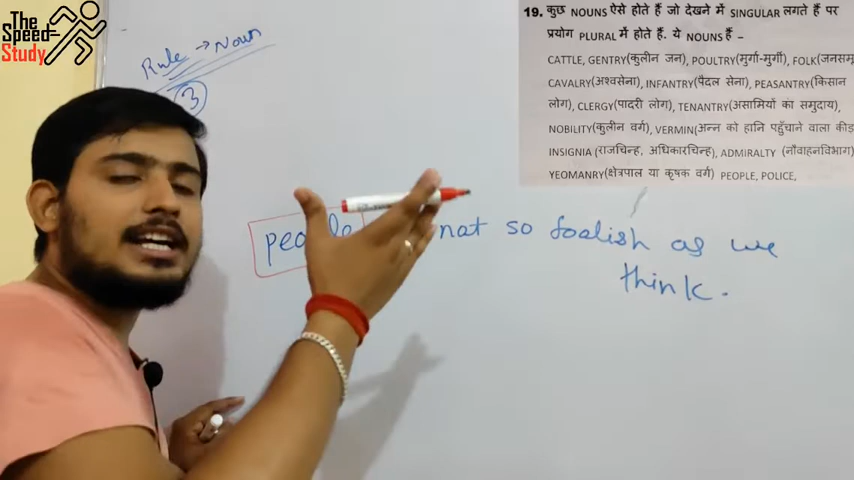 The
Speed
Study
Rule → Noun
3
19. कुछ NOUNS ऐसे होते हैं जो देखने में SINGULAR लगते हैं पर
प्रयोग PLURAL में होते हैं. ये NOUNS हैं –
CATTLE, GENTRY(कुलीन जन), POULTRY(मुर्गा-मुर्गी), FOLK(जनसमू
CAVALRY(अश्वसेना), INFANTRY(पैदल सेना), PEASANTRY(किसान
लोग), CLERGY(पादरी लोग), TENANTRY(असामियों का समुदाय),
NOBILITY(कुलीन वर्ग), VERMIN(अन्न को हानि पहुँचाने वाला कीड़
INSIGNIA (राजचिन्ह, अधिकारचिन्ह), ADMIRALTY (नौवाहनविभाग)
YEOMANRY(क्षेत्रपाल या कृषक वर्ग) PEOPLE, POLICE,
not so foolish as we
think.